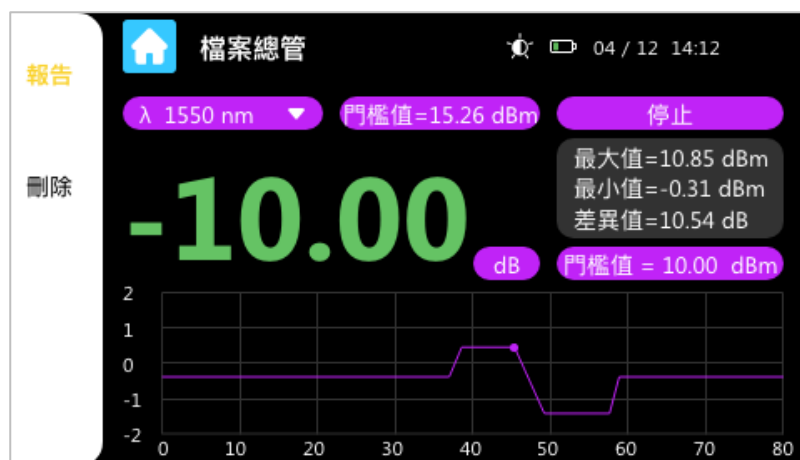 檔案總管
04 / 12 14:12
報告
刪除
λ 1550 nm
門檻值=15.26 dBm
停止
最大值=10.85 dBm
最小值=-0.31 dBm
差異值=10.54 dB
-10.00
dB
門檻值 = 10.00 dBm
2
1
0
-1
-2
0 10 20 30 40 50 60 70 80